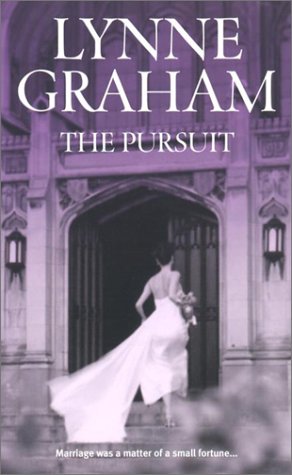 LYNNE
GRAHAM
THE PURSUIT
Marriage was a matter of a small fortune...